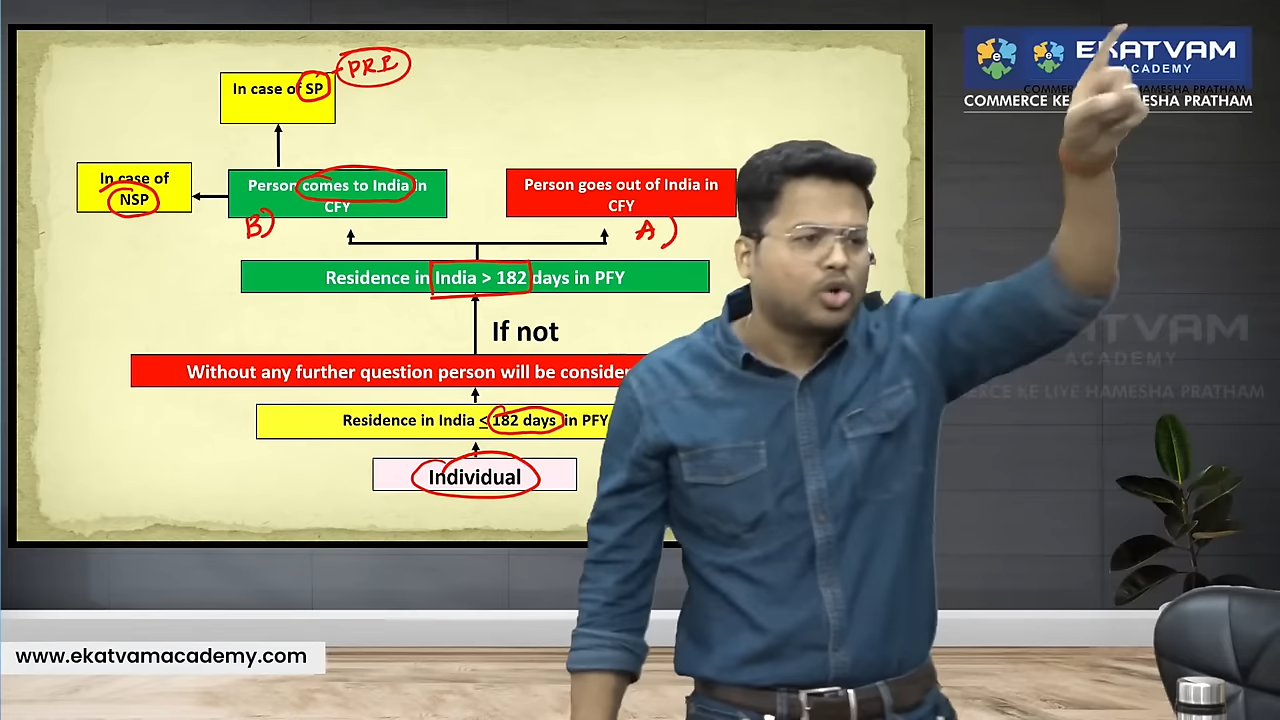 In case of SP
PRI
In case of
NSP
Person comes to India in
CFY
B)
Person goes out of India in
CFY
A)
Residence in India > 182 days in PFY
If not
Without any further question person will be consider
Residence in India ≤ 182 days in PFY
Individual
EKATVAM
ACADEMY
COMMERCE KE HAMESHA PRATHAM
EKATVAM
ACADEMY
ERCE KE LIYE HAMESHA PRATHAM
www.ekatvamacademy.com